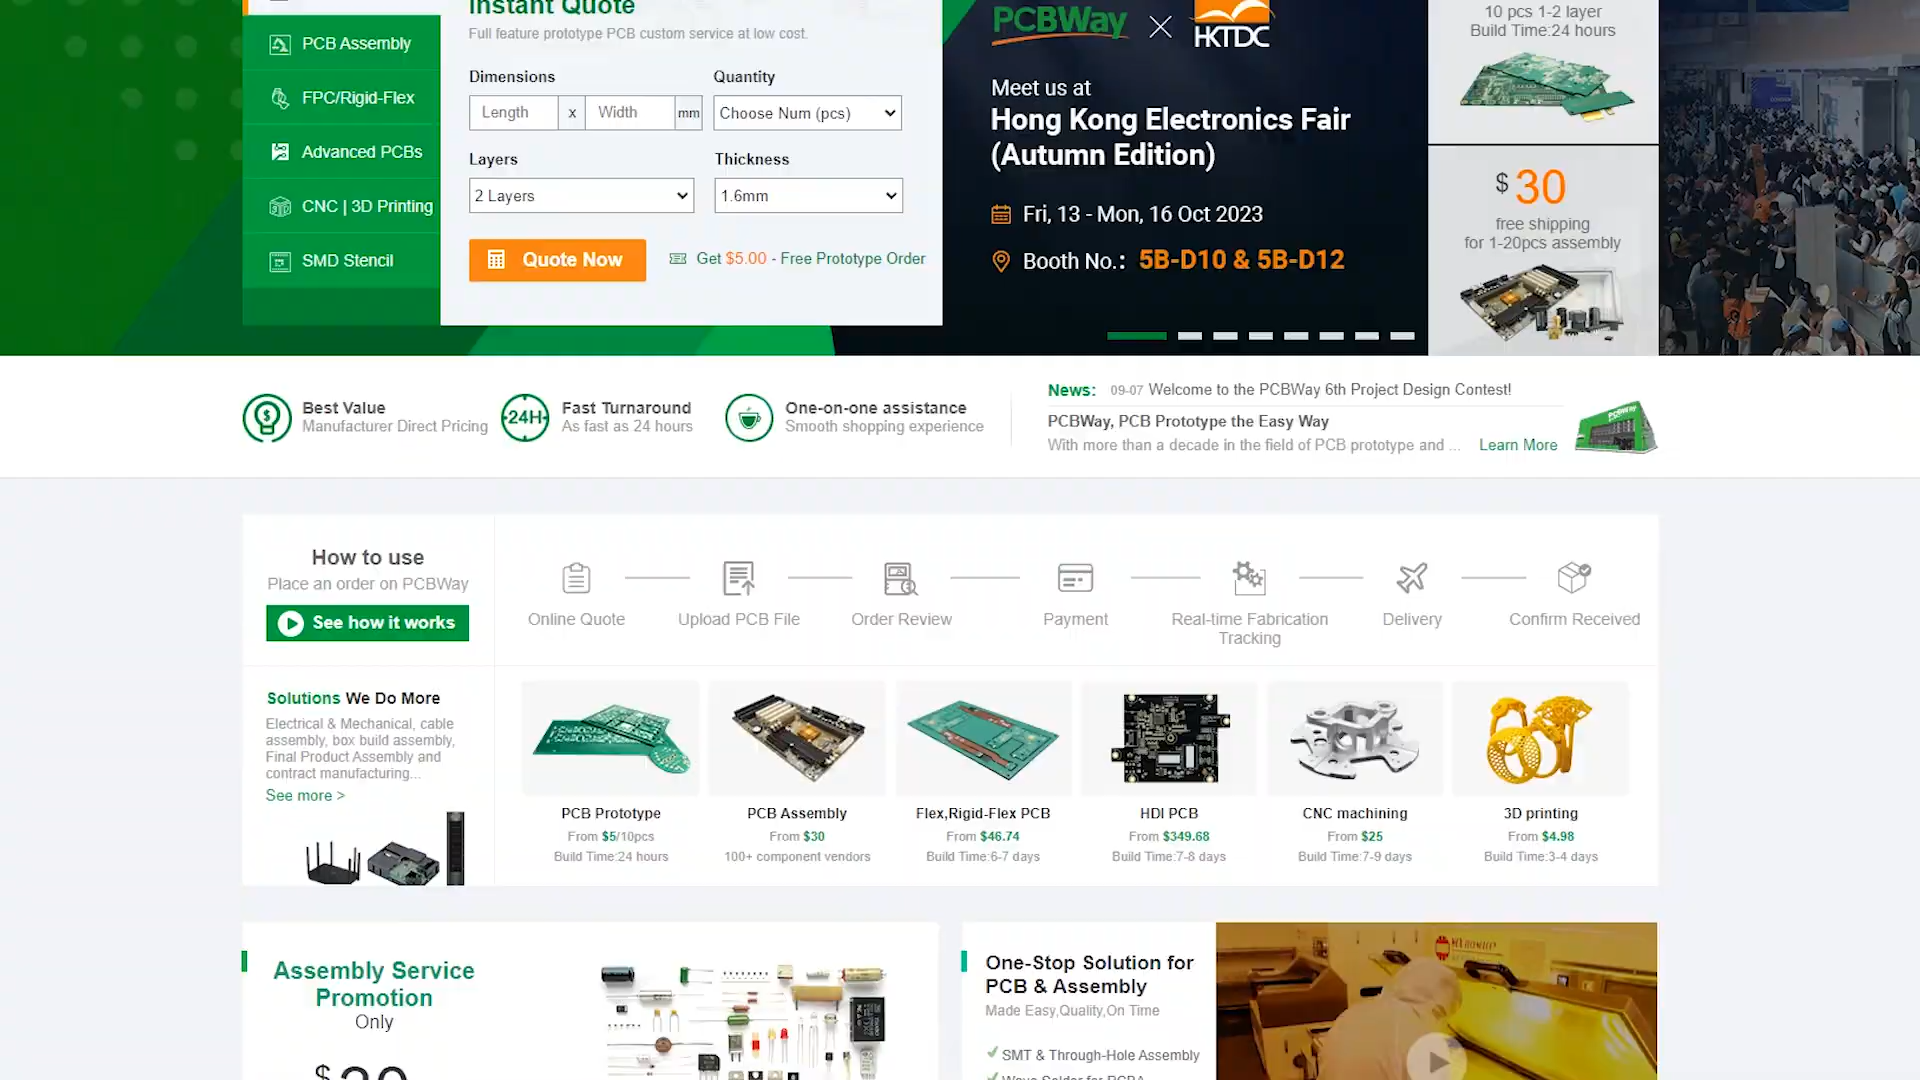 PCB Assembly
FPC/Rigid-Flex
Advanced PCBs
CNC | 3D Printing
SMD Stencil
Instant Quote
Full feature prototype PCB custom service at low cost.
Dimensions
Quantity
Length
x
Width
mm
Choose Num (pcs)
Layers
Thickness
2 Layers
1.6mm
Quote Now
Get $5.00 - Free Prototype Order
PCBWay
HKTDC
Meet us at
Hong Kong Electronics Fair
(Autumn Edition)
Fri, 13 - Mon, 16 Oct 2023
Booth No.: 5B-D10 & 5B-D12
10 pcs 1-2 layer
Build Time:24 hours
$30
free shipping
for 1-20pcs assembly
Best Value
Manufacturer Direct Pricing
24H
Fast Turnaround
As fast as 24 hours
One-on-one assistance
Smooth shopping experience
News: 09-07 Welcome to the PCBWay 6th Project Design Contest!
PCBWay, PCB Prototype the Easy Way
With more than a decade in the field of PCB prototype and ... Learn More
PCBWAY
How to use
Place an order on PCBWay
See how it works
Online Quote
Upload PCB File
Order Review
Payment
Real-time Fabrication
Tracking
Delivery
Confirm Received
Solutions We Do More
Electrical & Mechanical, cable
assembly, box build assembly,
Final Product Assembly and
contract manufacturing...
See more >
PCB Prototype
From $5/10pcs
Build Time:24 hours
PCB Assembly
From $30
100+ component vendors
Flex,Rigid-Flex PCB
From $46.74
Build Time:6-7 days
HDI PCB
From $349.68
Build Time:7-8 days
CNC machining
From $25
Build Time:7-9 days
3D printing
From $4.98
Build Time:3-4 days
Assembly Service
Promotion
Only
$30
One-Stop Solution for
PCB & Assembly
Made Easy,Quality,On Time
SMT & Through-Hole Assembly
Wave Solder for PCBA